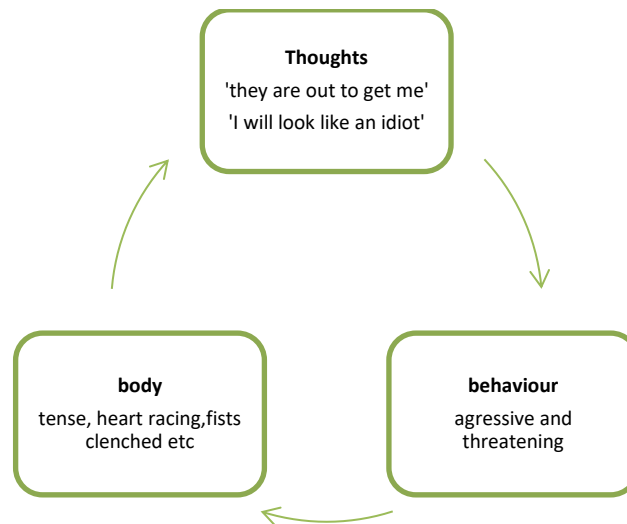 Thoughts
'they are out to get me'
'I will look like an idiot'
body
tense, heart racing,fists
clenched etc
behaviour
agressive and
threatening